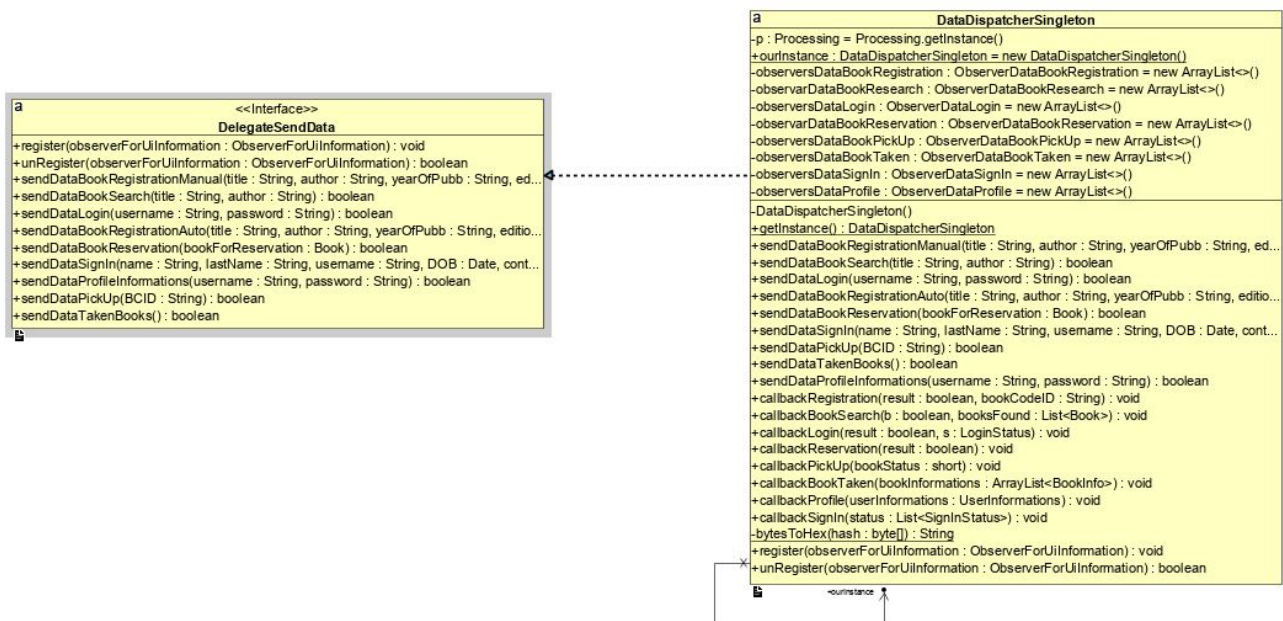 a
<<Interface>>
DelegateSendData
+register(observerForUiInformation : ObserverForUiInformation) : void
+unRegister(observerForUiInformation : ObserverForUiInformation) : boolean
+sendDataBookRegistrationManual(title : String, author : String, yearOfPubb : String, ed...
+sendDataBookSearch(title : String, author : String) : boolean
+sendDataLogin(username : String, password : String) : boolean
+sendDataBookRegistrationAuto(title : String, author : String, yearOfPubb : String, editio...
+sendDataBookReservation(bookForReservation : Book) : boolean
+sendDataSignIn(name : String, lastName : String, username : String, DOB : Date, cont...
+sendDataProfileInformations(username : String, password : String) : boolean
+sendDataPickUp(BCID : String) : boolean
+sendDataTakenBooks() : boolean
a
DataDispatcherSingleton
-p : Processing = Processing.getInstance()
+ourInstance : DataDispatcherSingleton = new DataDispatcherSingleton()
-observersDataBookRegistration : ObserverDataBookRegistration = new ArrayList<>()
-observarDataBookResearch : ObserverDataBookResearch = new ArrayList<>()
-observersDataLogin : ObserverDataLogin = new ArrayList<>()
-observarDataBookReservation : ObserverDataBookReservation = new ArrayList<>()
-observersDataBookPickUp : ObserverDataBookPickUp = new ArrayList<>()
-observersDataBookTaken : ObserverDataBookTaken = new ArrayList<>()
-observersDataSignIn : ObserverDataSignIn = new ArrayList<>()
-observersDataProfile : ObserverDataProfile = new ArrayList<>()
-DataDispatcherSingleton()
+getInstance() : DataDispatcherSingleton
+sendDataBookRegistrationManual(title : String, author : String, yearOfPubb : String, ed...
+sendDataBookSearch(title : String, author : String) : boolean
+sendDataLogin(username : String, password : String) : boolean
+sendDataBookRegistrationAuto(title : String, author : String, yearOfPubb : String, editio...
+sendDataBookReservation(bookForReservation : Book) : boolean
+sendDataSignIn(name : String, lastName : String, username : String, DOB : Date, cont...
+sendDataPickUp(BCID : String) : boolean
+sendDataTakenBooks() : boolean
+sendDataProfileInformations(username : String, password : String) : boolean
+callbackRegistration(result : boolean, bookCodeID : String) : void
+callbackBookSearch(b : boolean, booksFound : List<Book>) : void
+callbackLogin(result : boolean, s : LoginStatus) : void
+callbackReservation(result : boolean) : void
+callbackPickUp(bookStatus : short) : void
+callbackBookTaken(bookInformations : ArrayList<BookInfo>) : void
+callbackProfile(userInformations : UserInformations) : void
+callbackSignIn(status : List<SignInStatus>) : void
-bytesToHex(hash : byte[]) : String
+register(observerForUiInformation : ObserverForUiInformation) : void
+unRegister(observerForUiInformation : ObserverForUiInformation) : boolean
+ourInstance